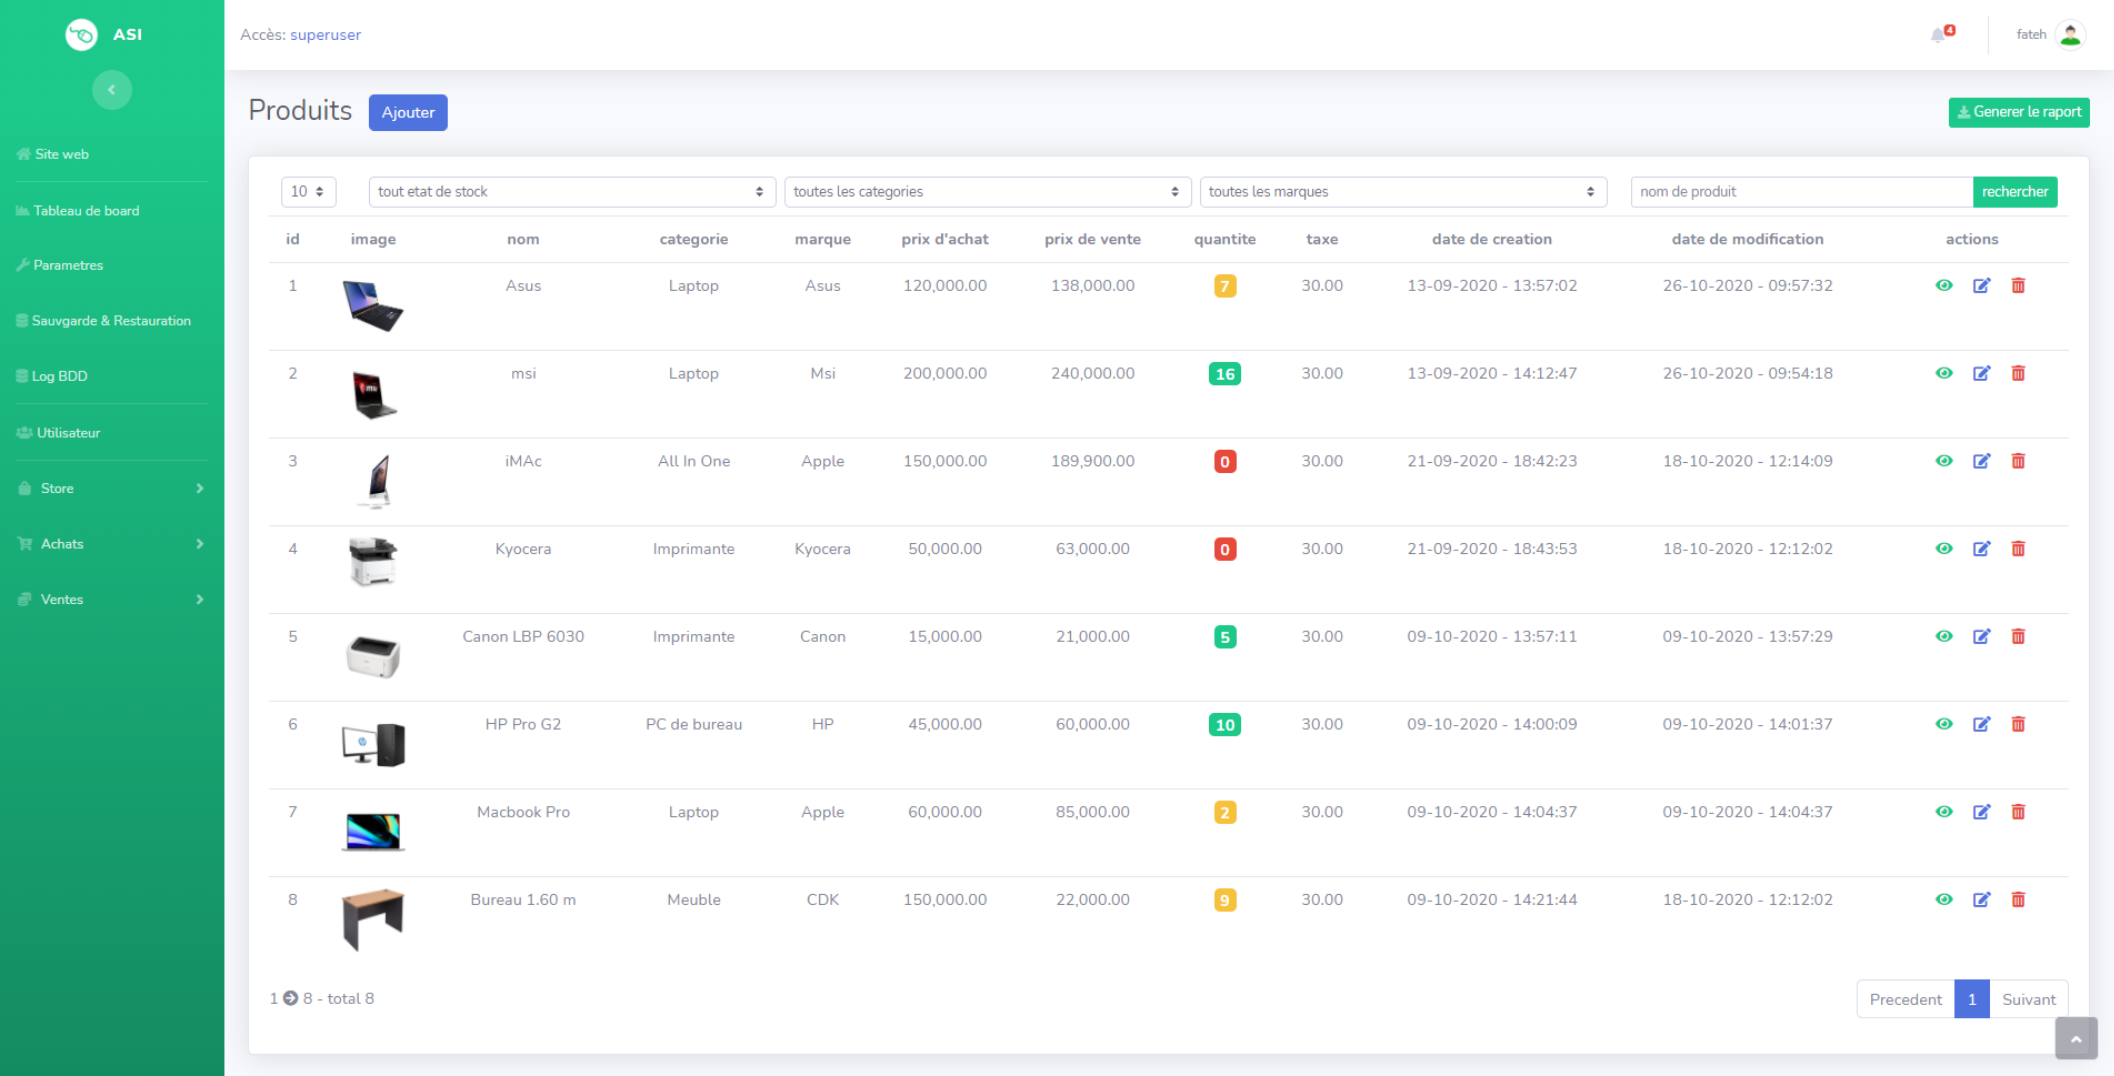 ASI
Accès: superuser
4
fateh
Produits
Ajouter
Generer le raport
Site web
Tableau de board
Parametres
Sauvgarde & Restauration
Log BDD
Utilisateur
Store
Achats
Ventes
10 tout etat de stock toutes les categories toutes les marques nom de produit rechercher
id image nom categorie marque prix d'achat prix de vente quantite taxe date de creation date de modification actions
1 Asus Laptop Asus 120,000.00 138,000.00 7 30.00 13-09-2020 - 13:57:02 26-10-2020 - 09:57:32
2 msi Laptop Msi 200,000.00 240,000.00 16 30.00 13-09-2020 - 14:12:47 26-10-2020 - 09:54:18
3 iMAc All In One Apple 150,000.00 189,900.00 0 30.00 21-09-2020 - 18:42:23 18-10-2020 - 12:14:09
4 Kyocera Imprimante Kyocera 50,000.00 63,000.00 0 30.00 21-09-2020 - 18:43:53 18-10-2020 - 12:12:02
5 Canon LBP 6030 Imprimante Canon 15,000.00 21,000.00 5 30.00 09-10-2020 - 13:57:11 09-10-2020 - 13:57:29
6 HP Pro G2 PC de bureau HP 45,000.00 60,000.00 10 30.00 09-10-2020 - 14:00:09 09-10-2020 - 14:01:37
7 Macbook Pro Laptop Apple 60,000.00 85,000.00 2 30.00 09-10-2020 - 14:04:37 09-10-2020 - 14:04:37
8 Bureau 1.60 m Meuble CDK 150,000.00 22,000.00 9 30.00 09-10-2020 - 14:21:44 18-10-2020 - 12:12:02
1 8 - total 8
Precedent 1 Suivant